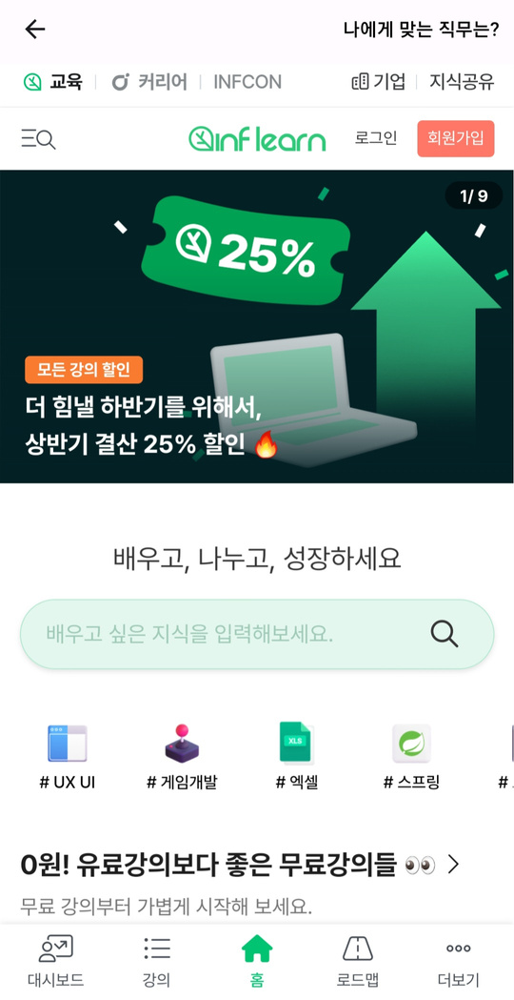 나에게 맞는 직무는?
교육 커리어 INFCON 기업 지식공유
inflearn 로그인 회원가입
1/ 9
25%
모든 강의 할인
더 힘낼 하반기를 위해서,
상반기 결산 25% 할인 🔥
배우고, 나누고, 성장하세요
배우고 싶은 지식을 입력해보세요.
XLS
# UX UI # 게임개발 # 엑셀 # 스프링 #
0원! 유료강의보다 좋은 무료강의들 👀
무료 강의부터 가볍게 시작해 보세요.
대시보드 강의 홈 로드맵 더보기